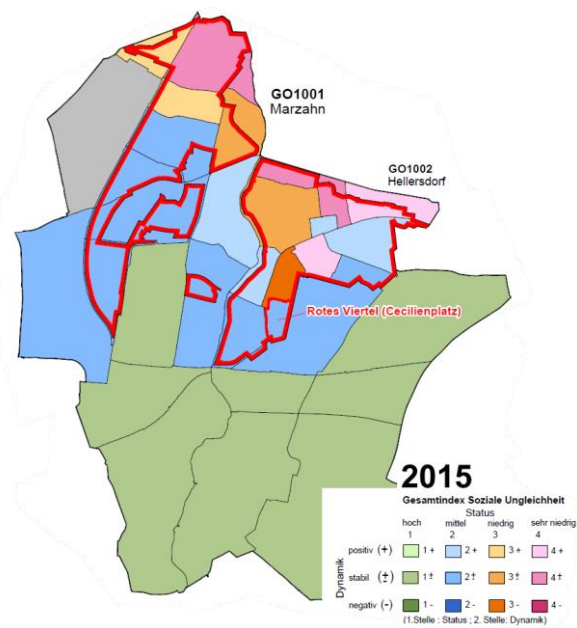 GO1001
Marzahn
GO1002
Hellersdorf
Rotes Viertel (Cecilienplatz)
2015
Gesamtindex Soziale Ungleichheit
Status
hoch mittel niedrig sehr niedrig
1 2 3 4
Dynamik
positiv (+) 1 + 2 + 3 + 4 +
stabil (±) 1 ± 2 ± 3 ± 4 ±
negativ (-) 1 - 2 - 3 - 4 -
(1.Stelle : Status ; 2. Stelle: Dynamik)